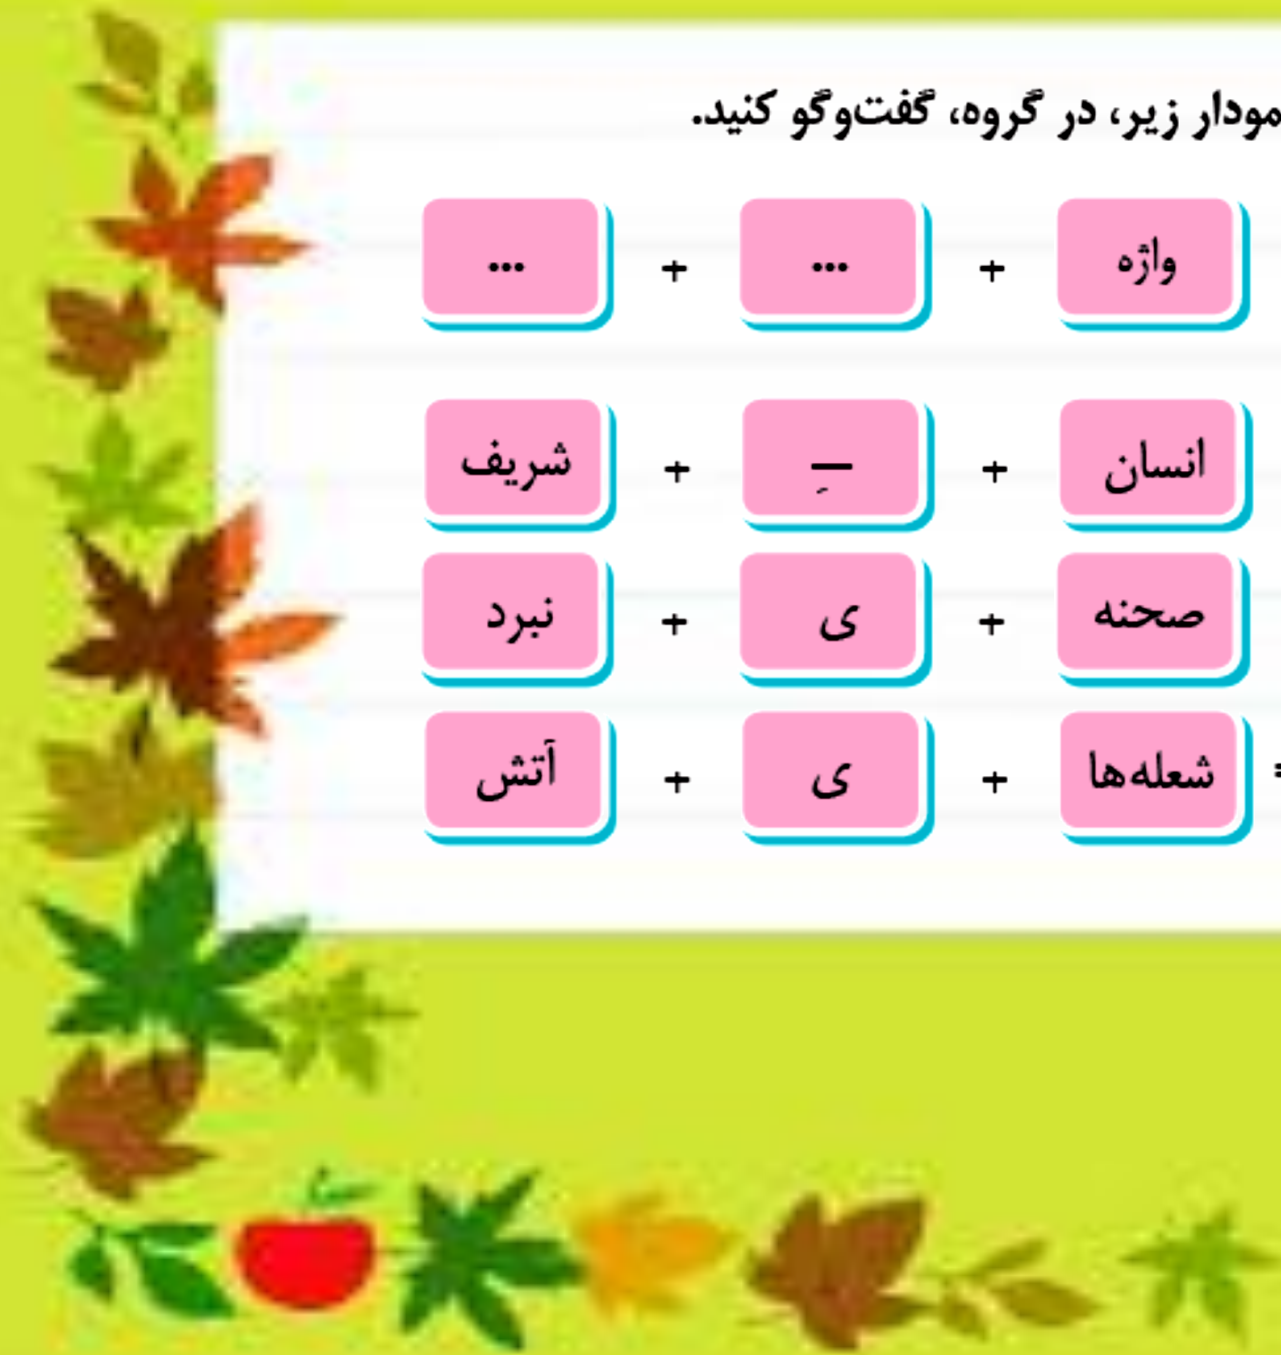 مودار زیر، در گروه، گفت‌وگو کنید.
واژه + ... + ...
انسان + ـِ + شریف
صحنه + ی + نبرد
شعله‌ها + ی + آتش